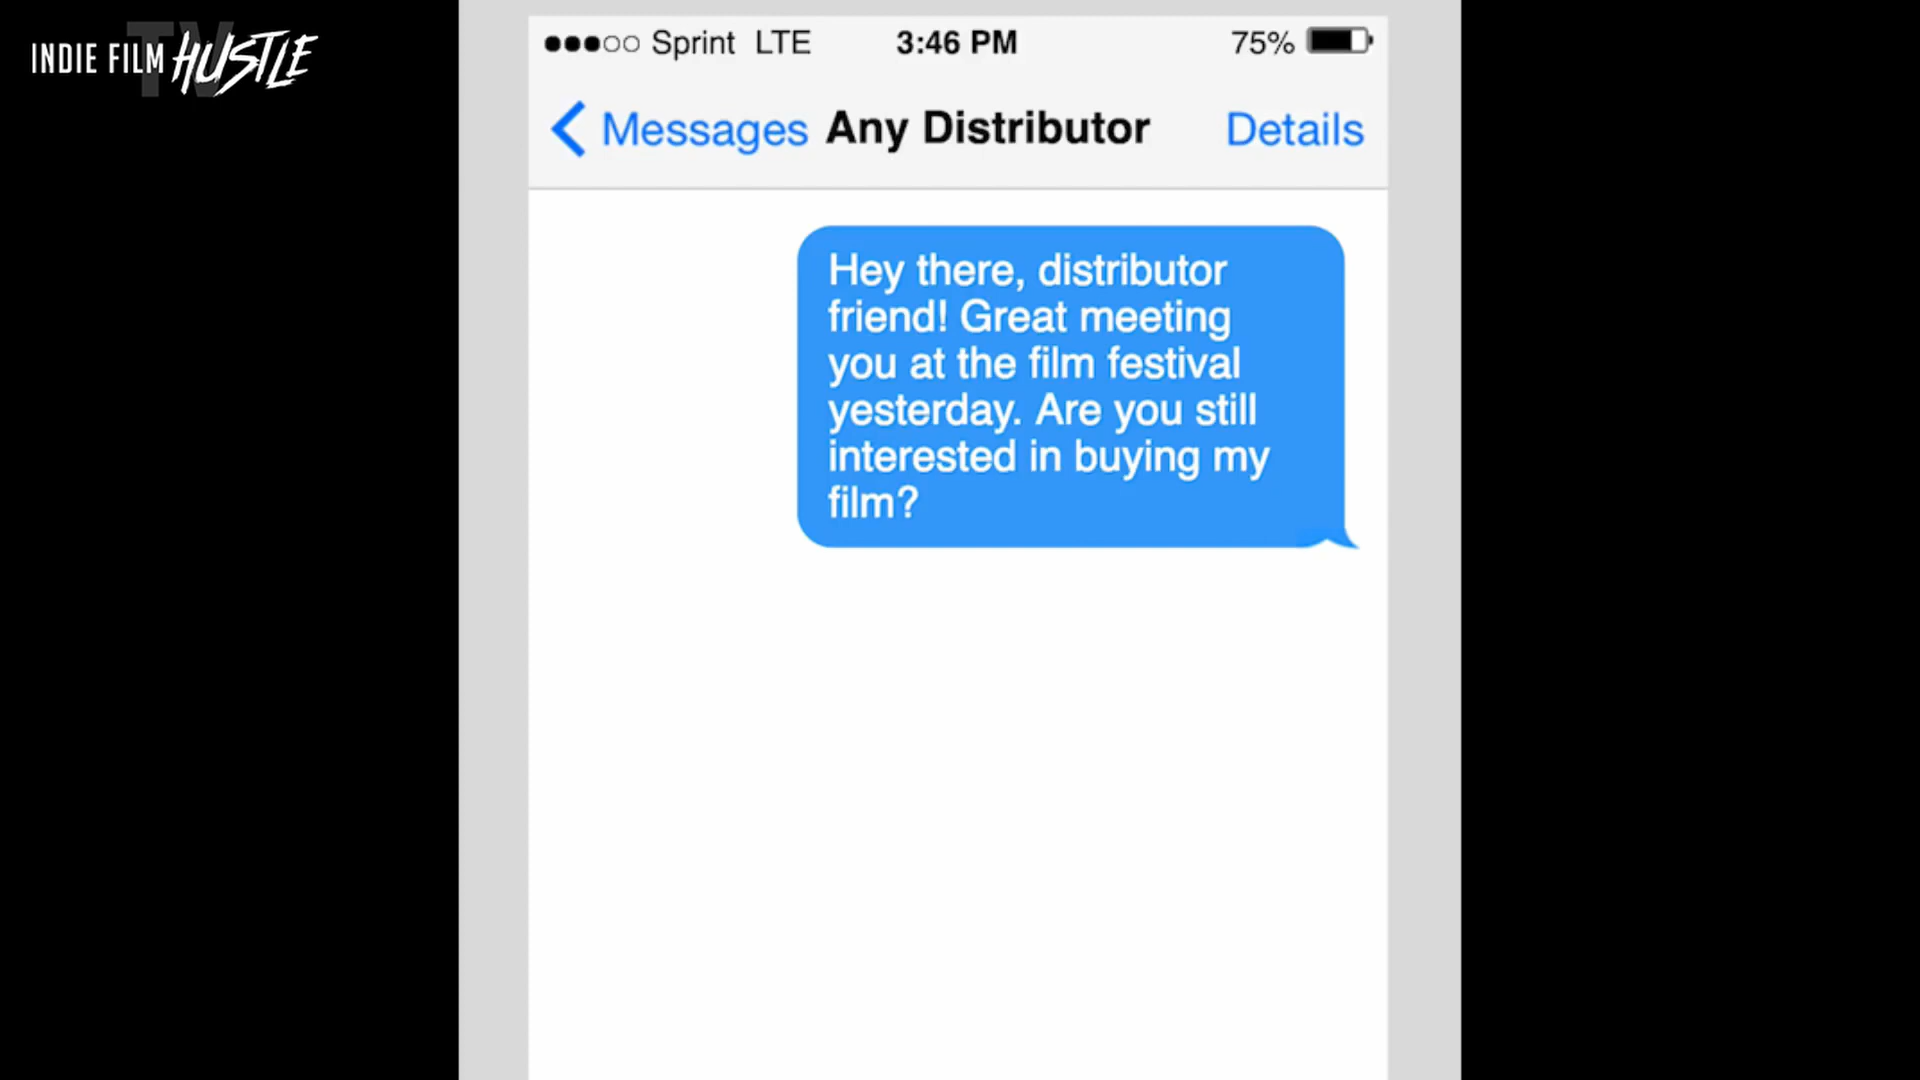 INDIE FILM HUSTLE
TV
Sprint LTE 3:46 PM 75%
Messages Any Distributor Details
Hey there, distributor
friend! Great meeting
you at the film festival
yesterday. Are you still
interested in buying my
film?